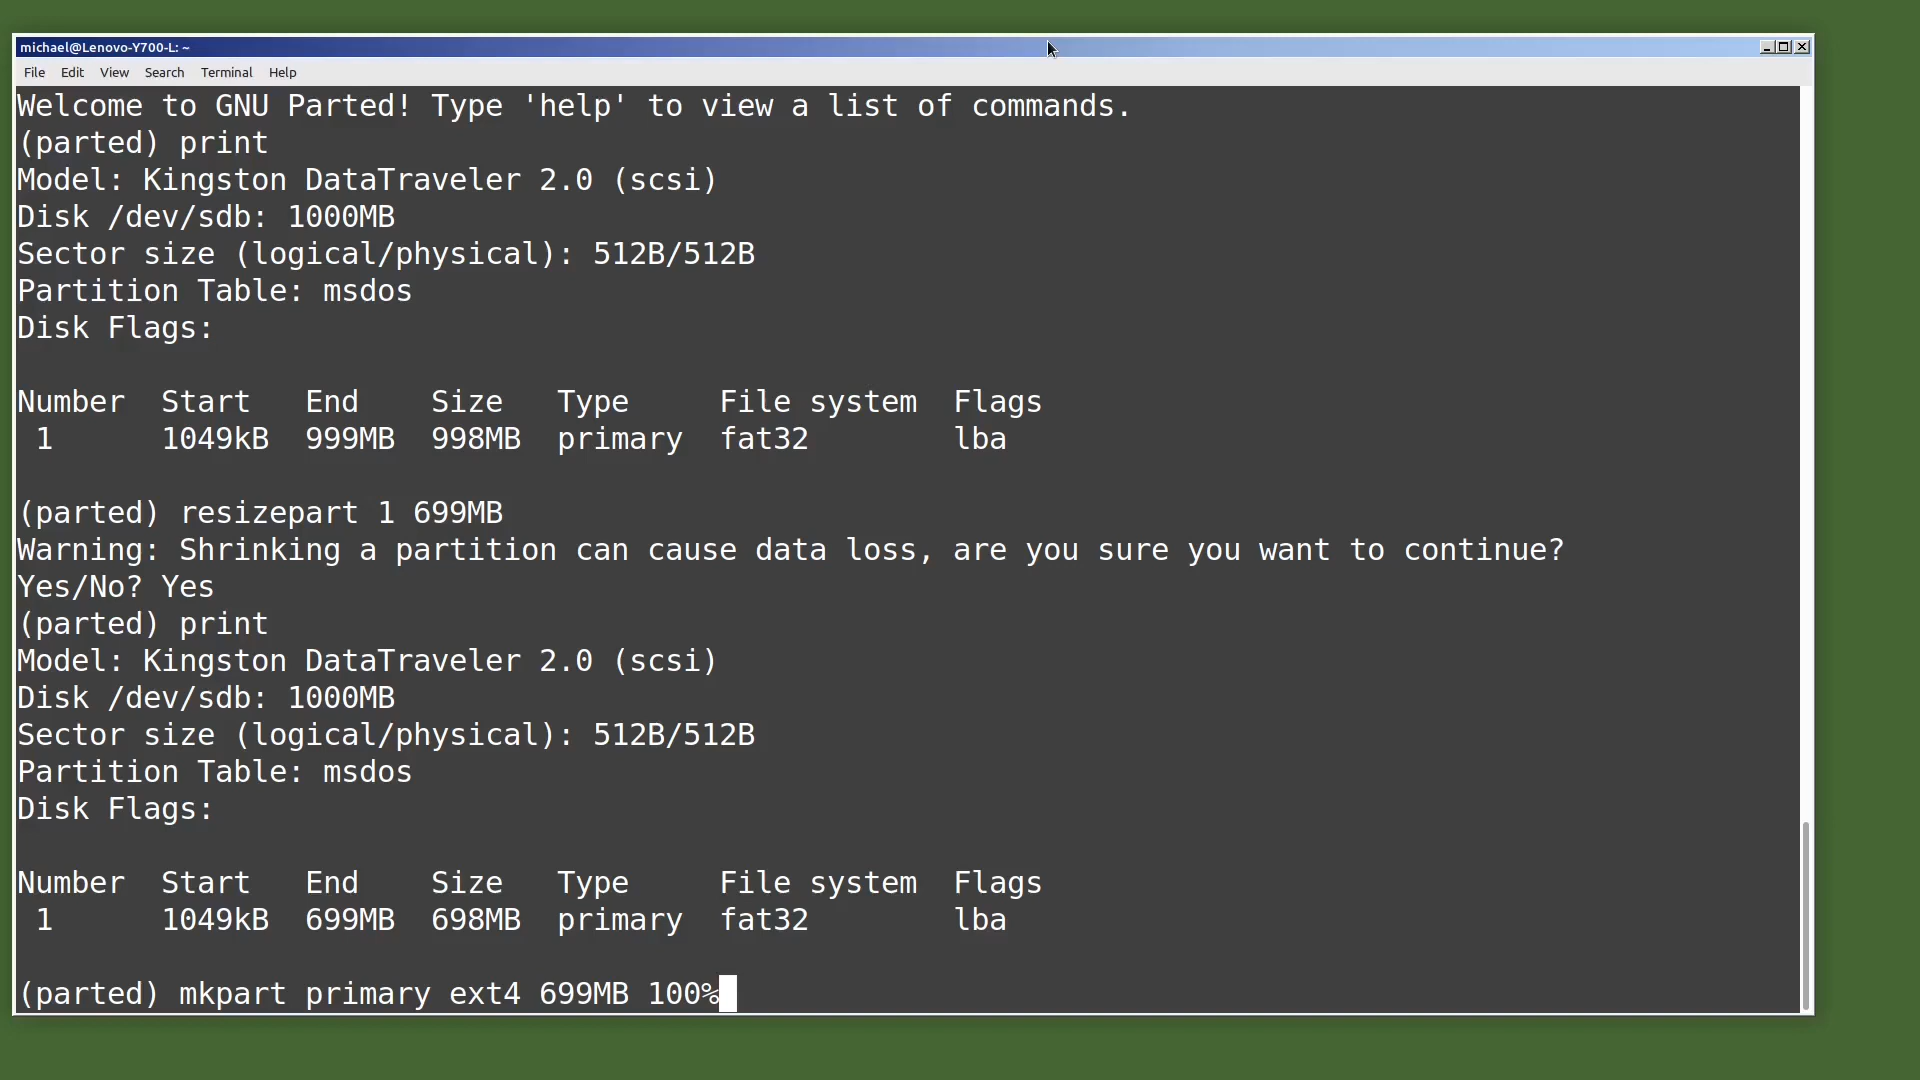 michael@Lenovo-Y700-L: ~
File Edit View Search Terminal Help
Welcome to GNU Parted! Type 'help' to view a list of commands.
(parted) print
Model: Kingston DataTraveler 2.0 (scsi)
Disk /dev/sdb: 1000MB
Sector size (logical/physical): 512B/512B
Partition Table: msdos
Disk Flags:
Number  Start   End    Size   Type     File system  Flags
 1      1049kB  999MB  998MB  primary  fat32        lba
(parted) resizepart 1 699MB
Warning: Shrinking a partition can cause data loss, are you sure you want to continue?
Yes/No? Yes
(parted) print
Model: Kingston DataTraveler 2.0 (scsi)
Disk /dev/sdb: 1000MB
Sector size (logical/physical): 512B/512B
Partition Table: msdos
Disk Flags:
Number  Start   End    Size   Type     File system  Flags
 1      1049kB  699MB  698MB  primary  fat32        lba
(parted) mkpart primary ext4 699MB 100%